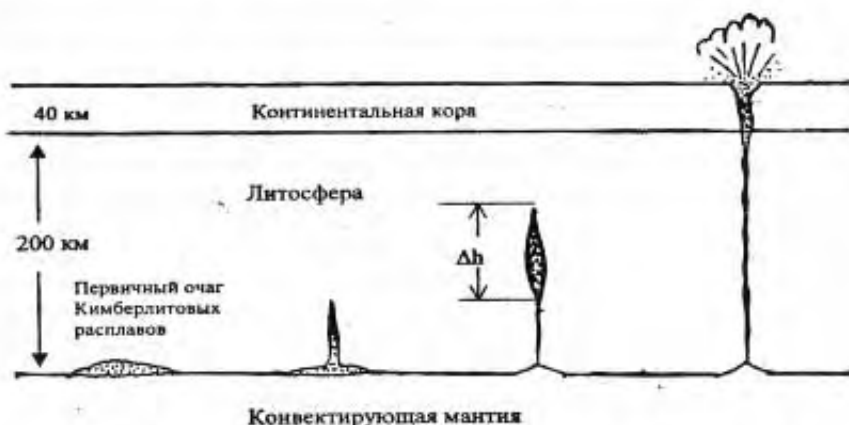 40 км
Континентальная кора
Литосфера
200 км
Δh
Первичный очаг
Кимберлитовых
расплавов
Конвектирующая мантия